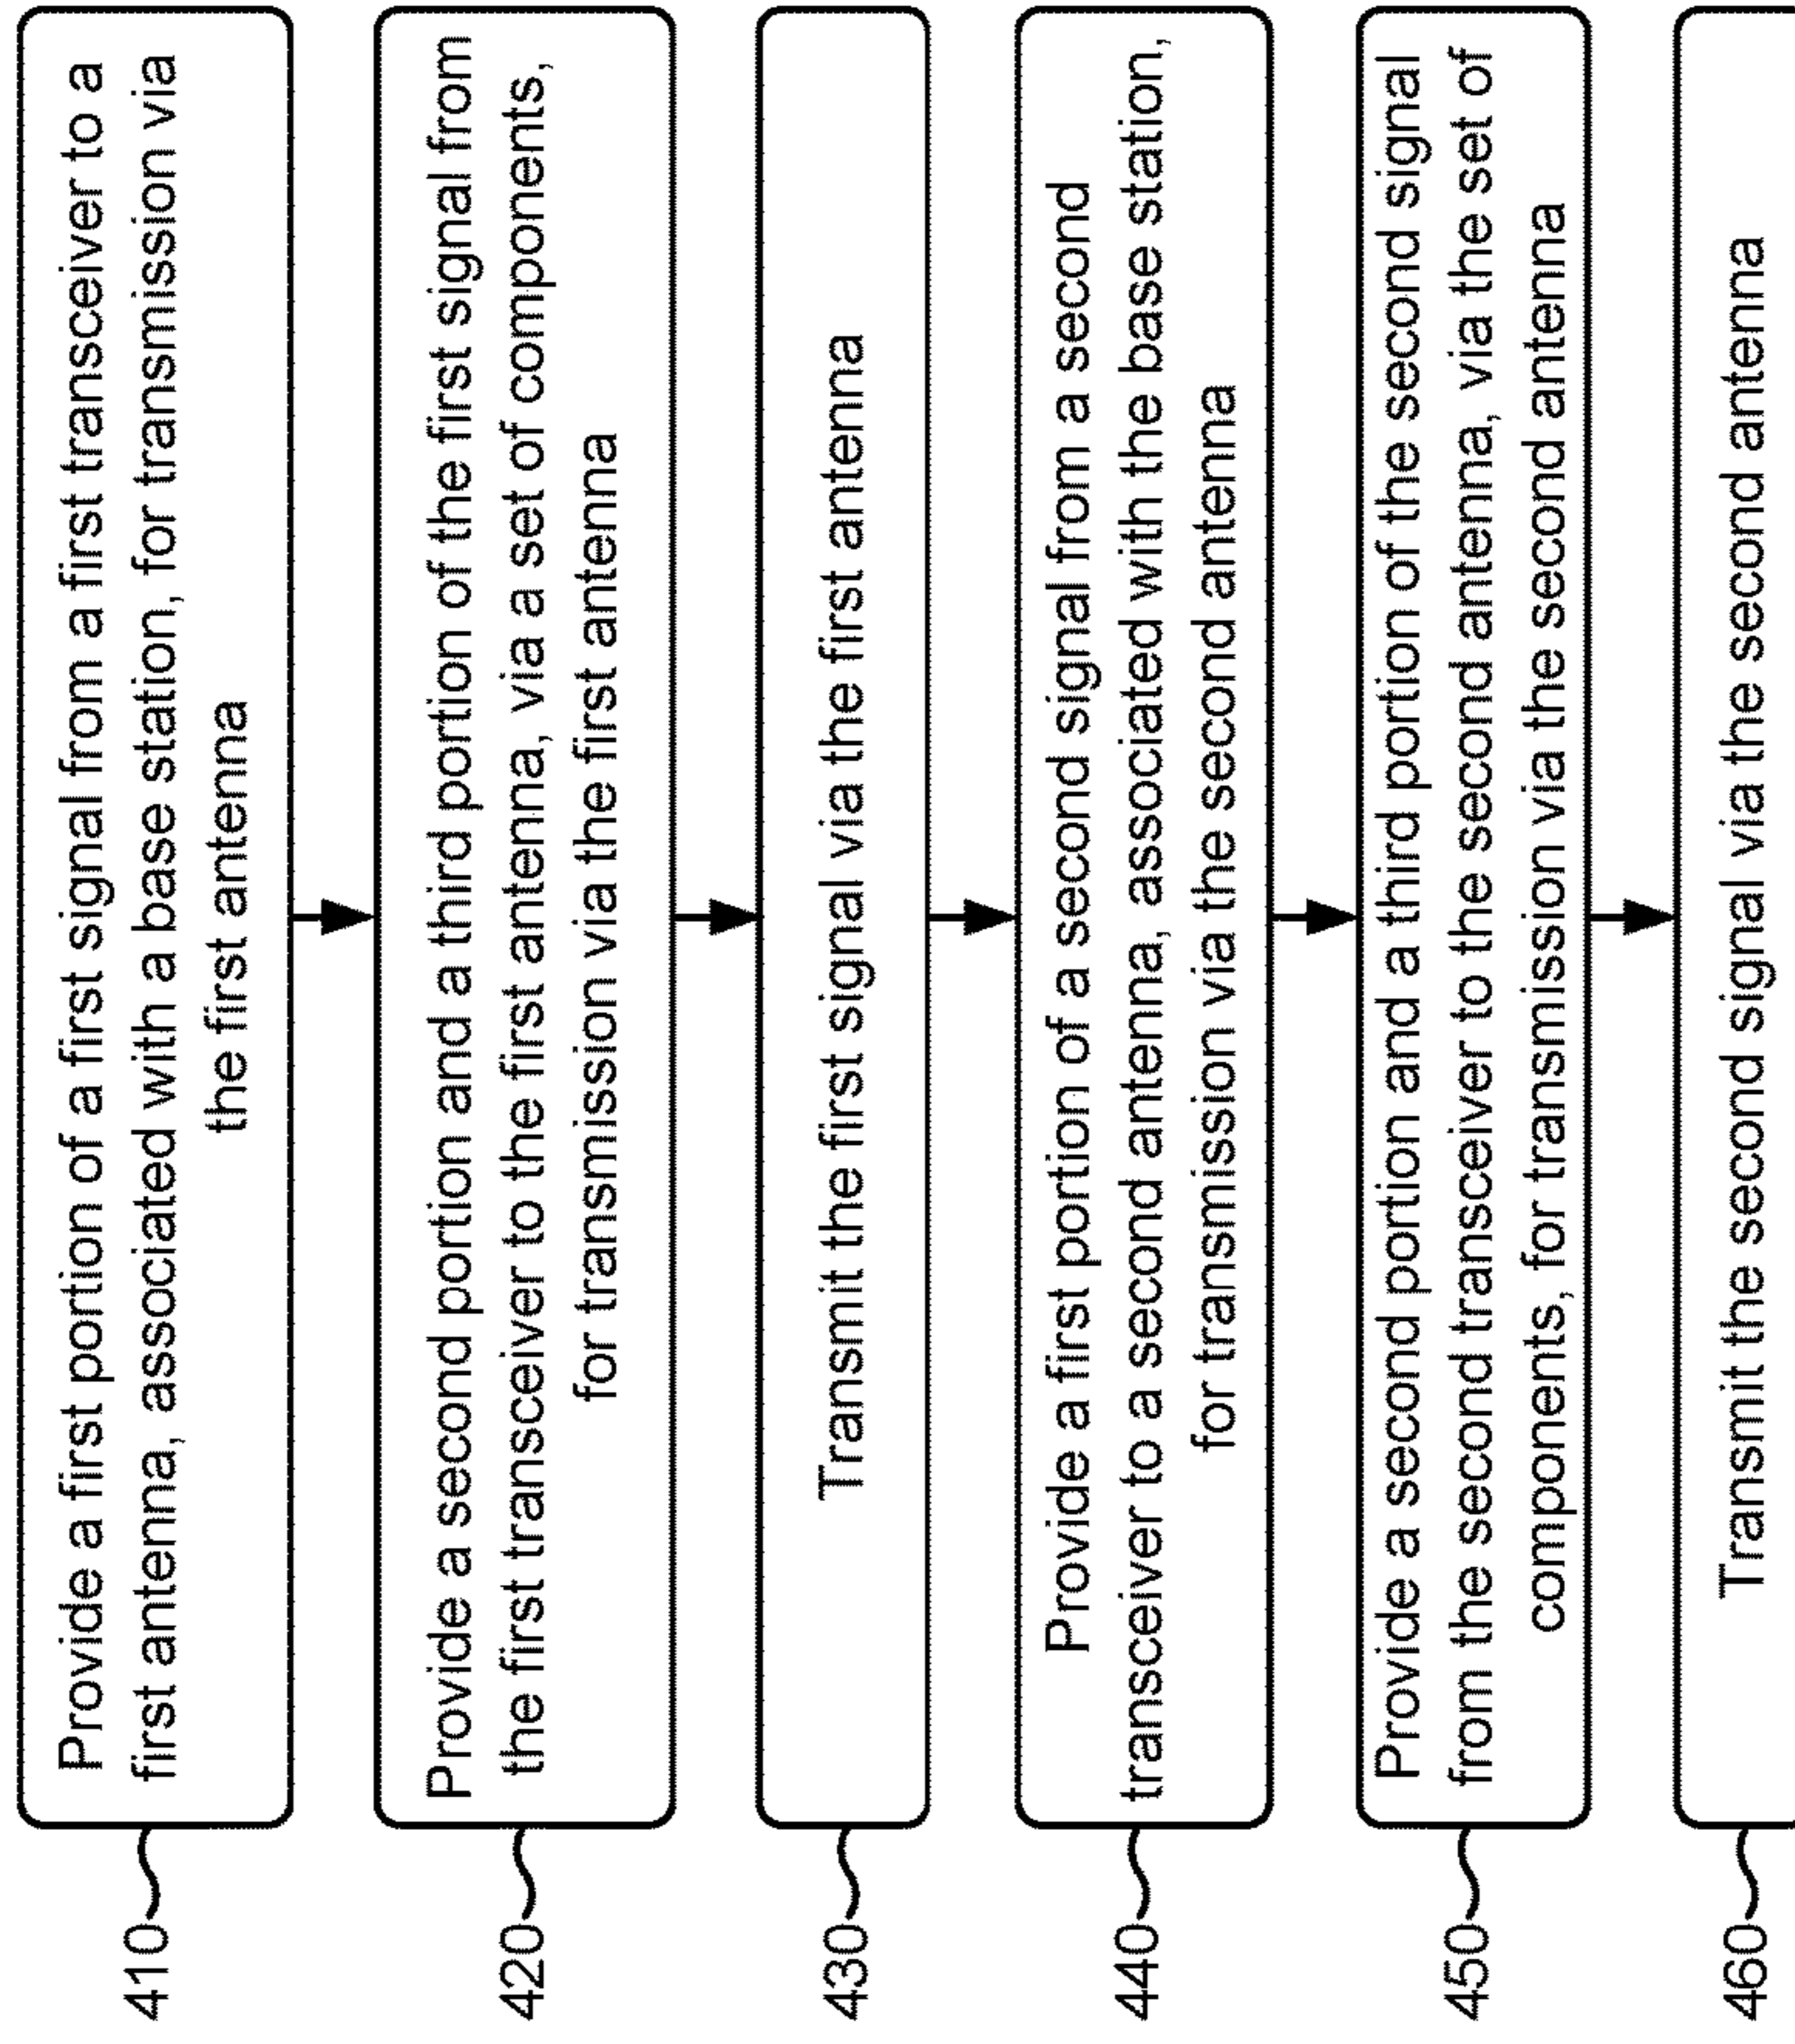 410
Provide a first portion of a first signal from a first transceiver to a
first antenna, associated with a base station, for transmission via
the first antenna
420
Provide a second portion and a third portion of the first signal from
the first transceiver to the first antenna, via a set of components,
for transmission via the first antenna
430
Transmit the first signal via the first antenna
440
Provide a first portion of a second signal from a second
transceiver to a second antenna, associated with the base station,
for transmission via the second antenna
450
Provide a second portion and a third portion of the second signal
from the second transceiver to the second antenna, via the set of
components, for transmission via the second antenna
460
Transmit the second signal via the second antenna